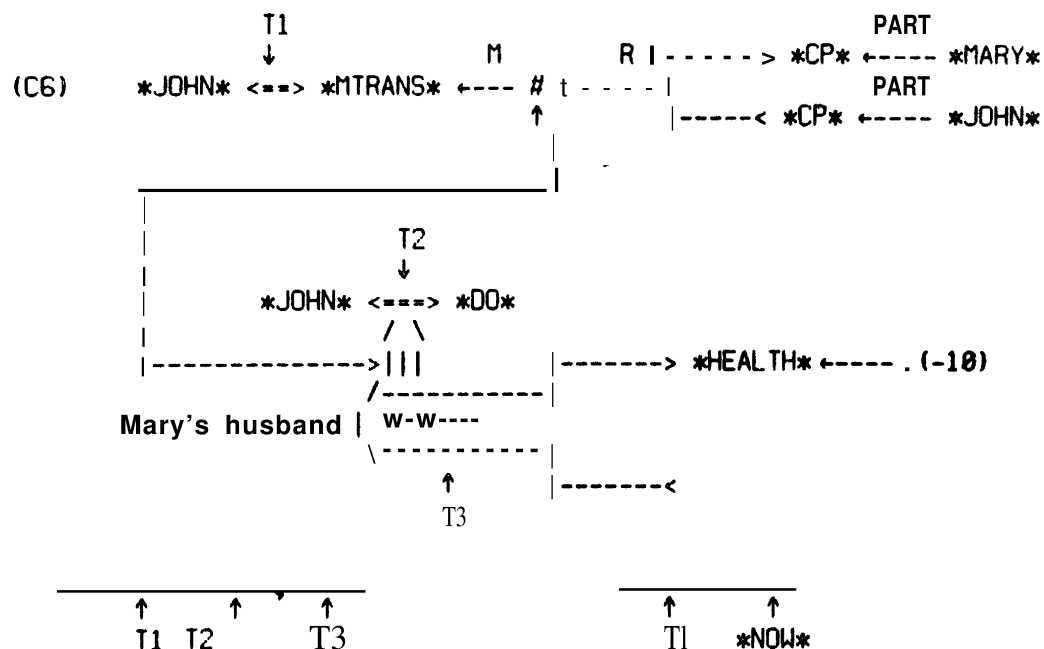 T1 PART
M R | - - - - - > *CP* ←---- *MARY*
(C6) *JOHN* <==> *MTRANS* ←---- # t - - - - | PART
|-----< *CP* ←---- *JOHN*
T2
*JOHN* <===> *DO*
/ \
|--------------->||| |------> *HEALTH* ←---- . (-10)
/-----------
Mary's husband | w-w----
\-----------
|------<
T3
T1 T2 T3 T1 *NOW*